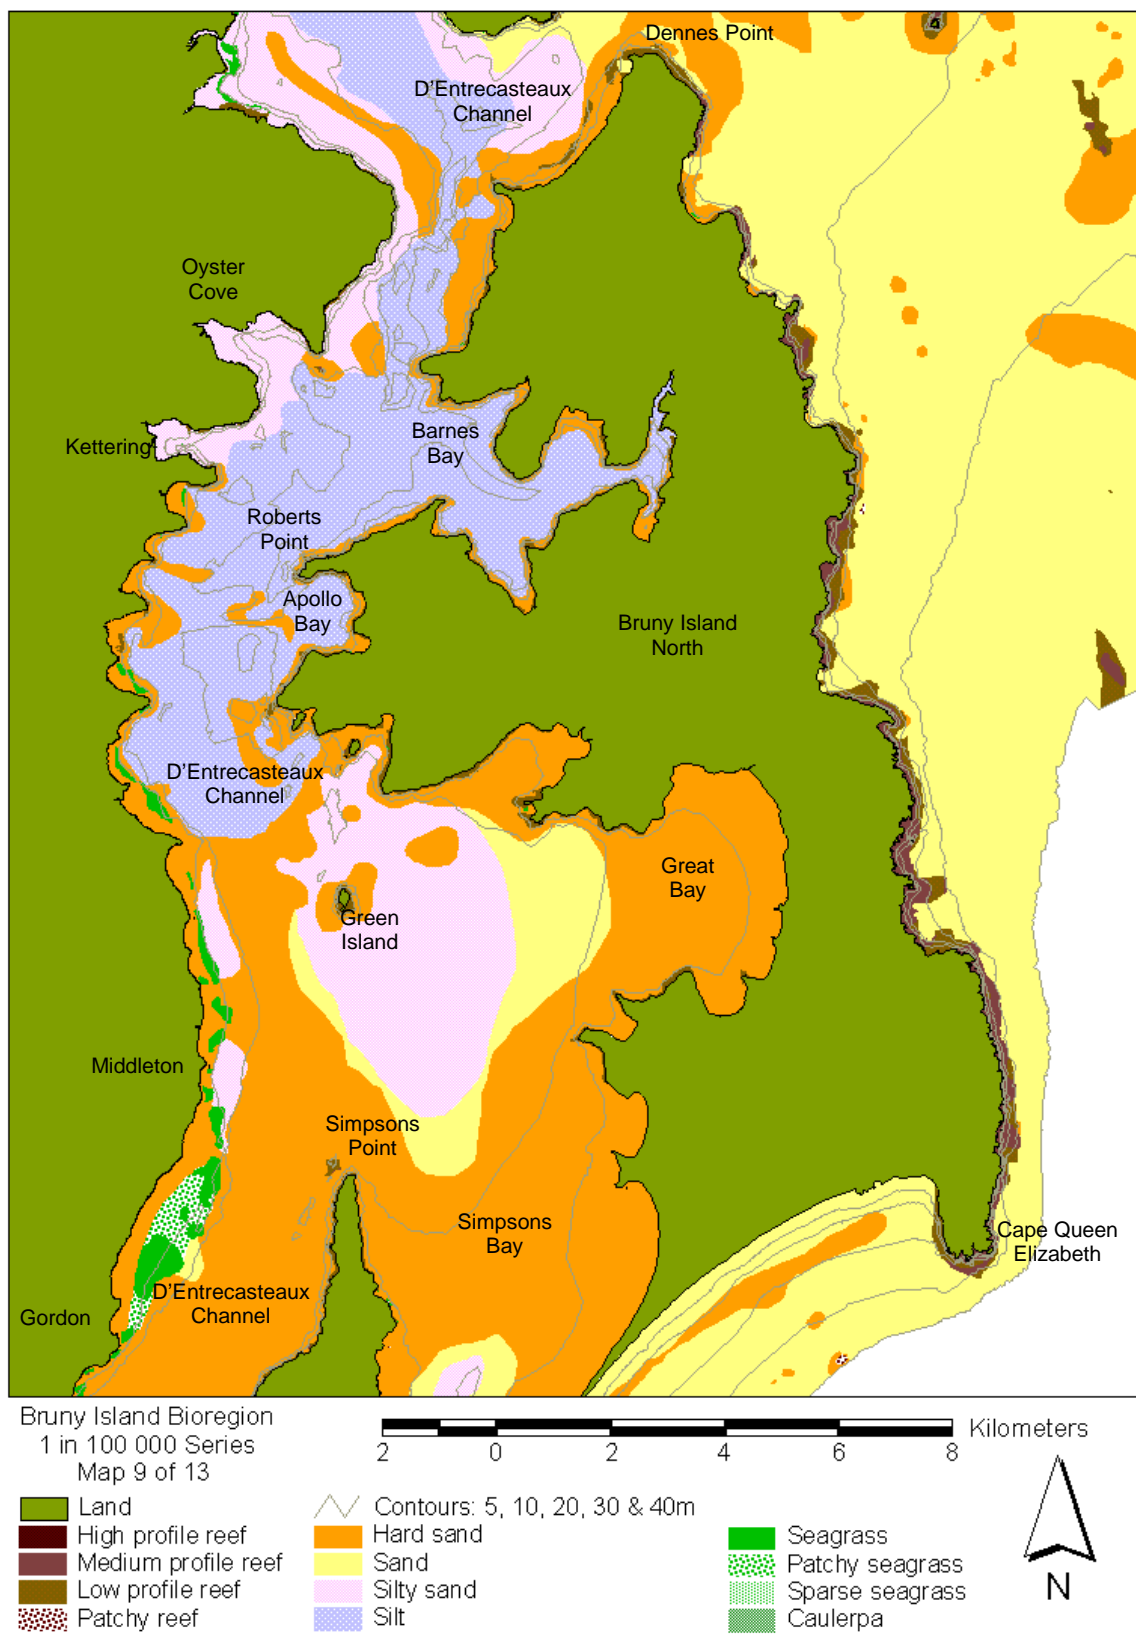 Dennes Point
D'Entrecasteaux
Channel
Oyster
Cove
Kettering
Barnes
Bay
Roberts
Point
Apollo
Bay
Bruny Island
North
D'Entrecasteaux
Channel
Great
Bay
Green
Island
Middleton
Simpsons
Point
Simpsons
Bay
Cape Queen
Elizabeth
D'Entrecasteaux
Channel
Gordon
Bruny Island Bioregion
1 in 100 000 Series
Map 9 of 13
Kilometers
2 0 2 4 6 8
Land
High profile reef
Medium profile reef
Low profile reef
Patchy reef
Contours: 5, 10, 20, 30 & 40m
Hard sand
Sand
Silty sand
Silt
Seagrass
Patchy seagrass
Sparse seagrass
Caulerpa
N